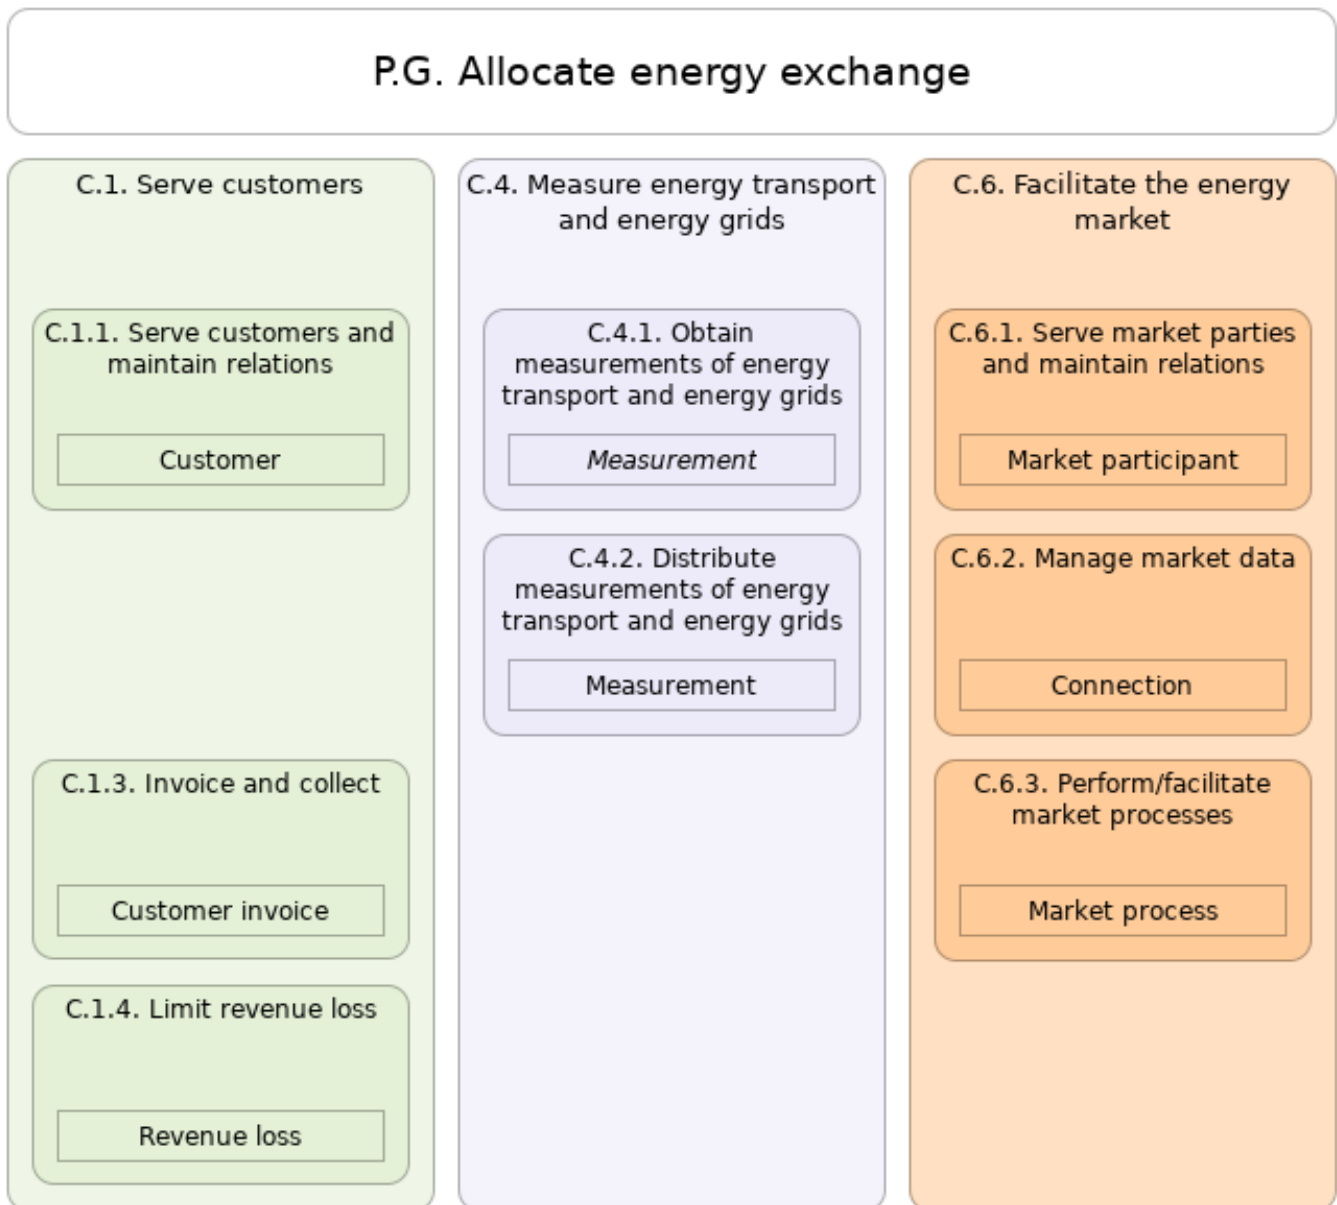 P.G. Allocate energy exchange
C.1. Serve customers
C.1.1. Serve customers and
maintain relations
Customer
C.1.3. Invoice and collect
Customer invoice
C.1.4. Limit revenue loss
Revenue loss
C.4. Measure energy transport
and energy grids
C.4.1. Obtain
measurements of energy
transport and energy grids
Measurement
C.4.2. Distribute
measurements of energy
transport and energy grids
Measurement
C.6. Facilitate the energy
market
C.6.1. Serve market parties
and maintain relations
Market participant
C.6.2. Manage market data
Connection
C.6.3. Perform/facilitate
market processes
Market process